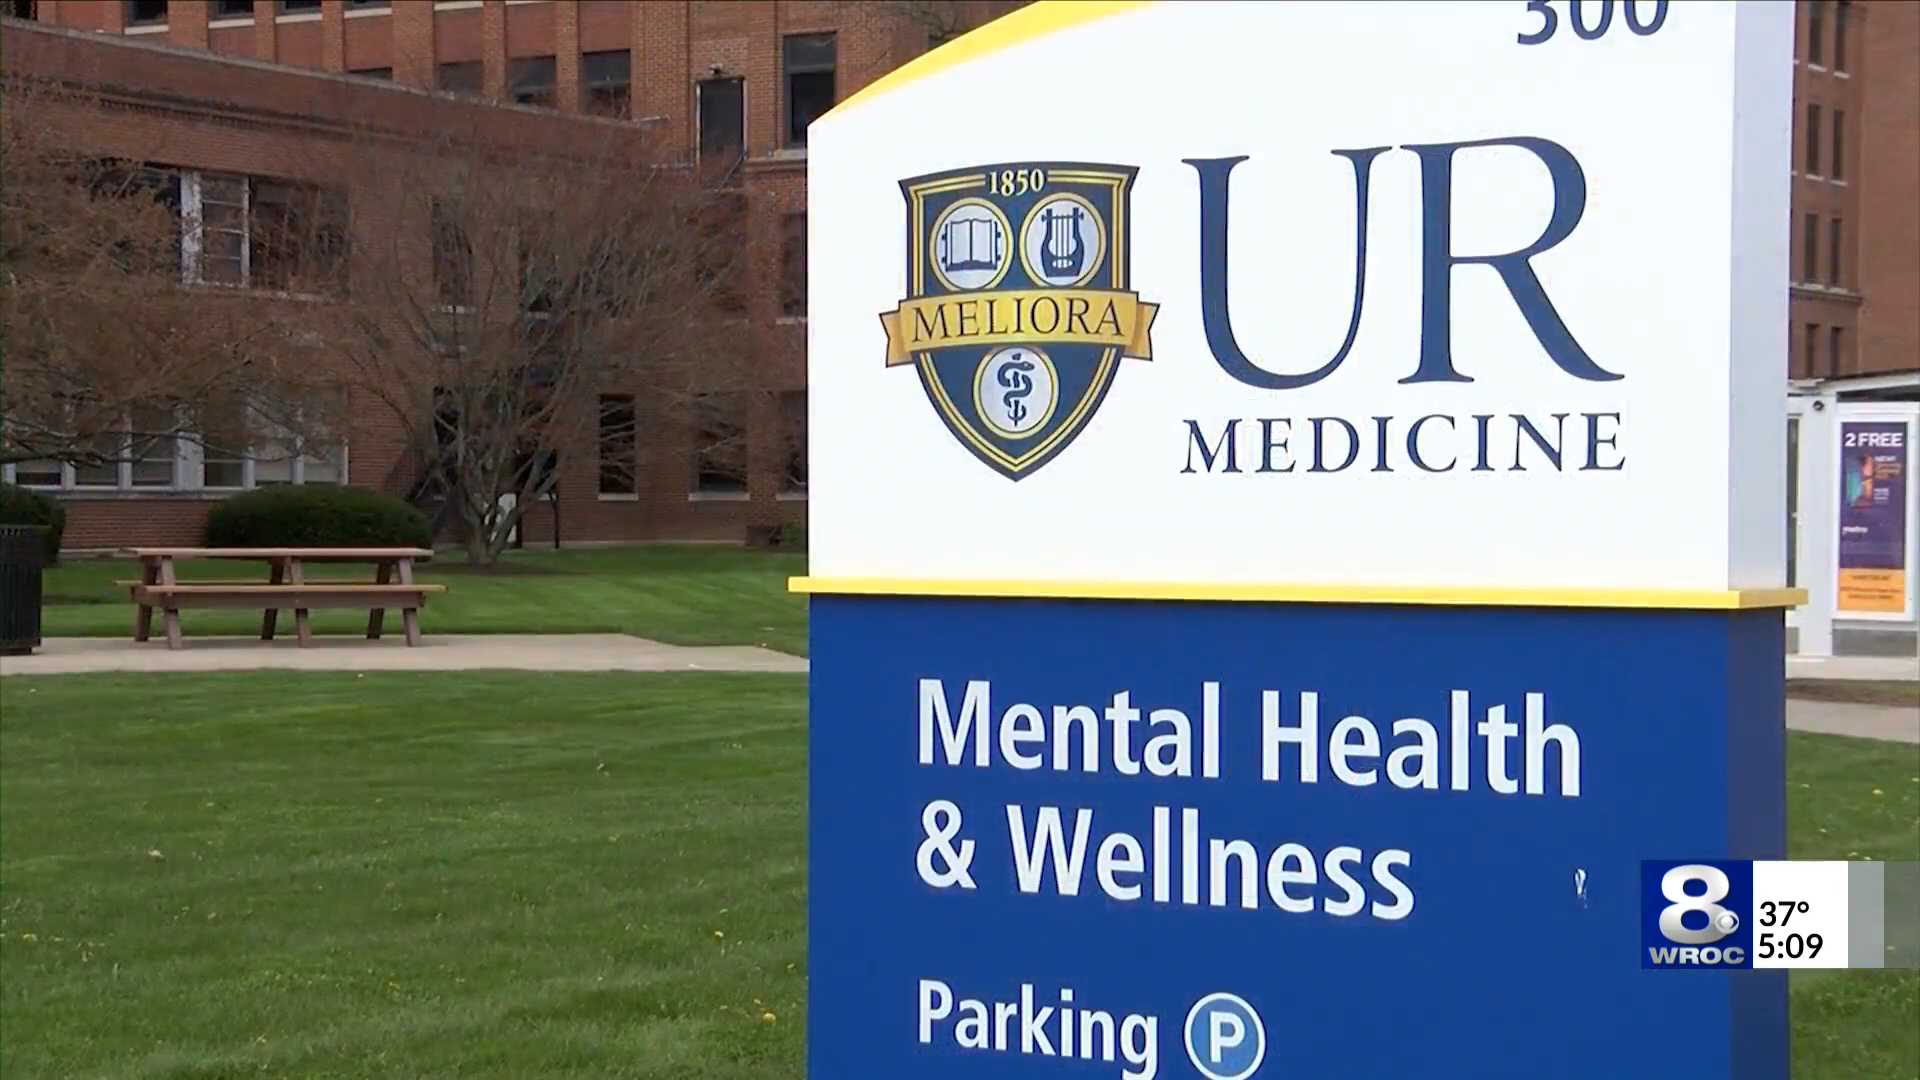 300
1850
MELIORA
UR
MEDICINE
2 FREE
Mental Health
& Wellness
Parking P
8
WROC
37°
5:09